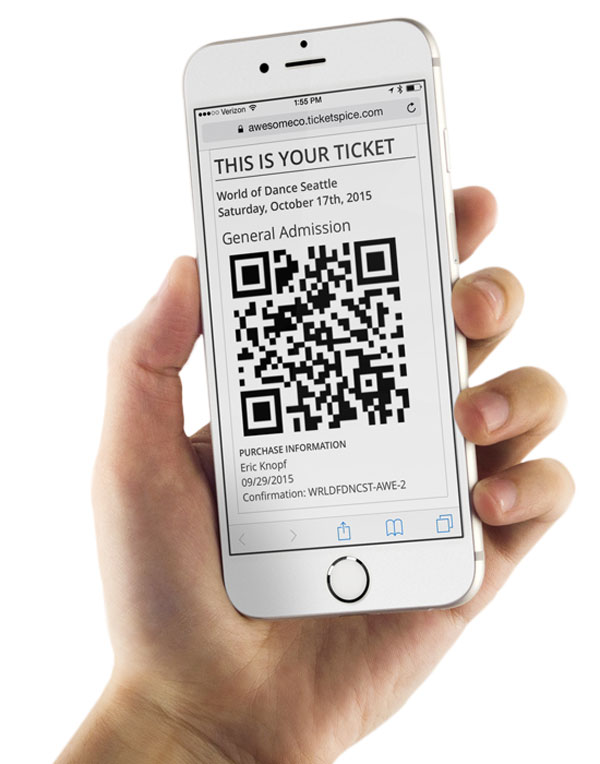 Verizon 1:55 PM
awesomeco.ticketspice.com
THIS IS YOUR TICKET
World of Dance Seattle
Saturday, October 17th, 2015
General Admission
PURCHASE INFORMATION
Eric Knopf
09/29/2015
Confirmation: WRLDFDNCST-AWE-2